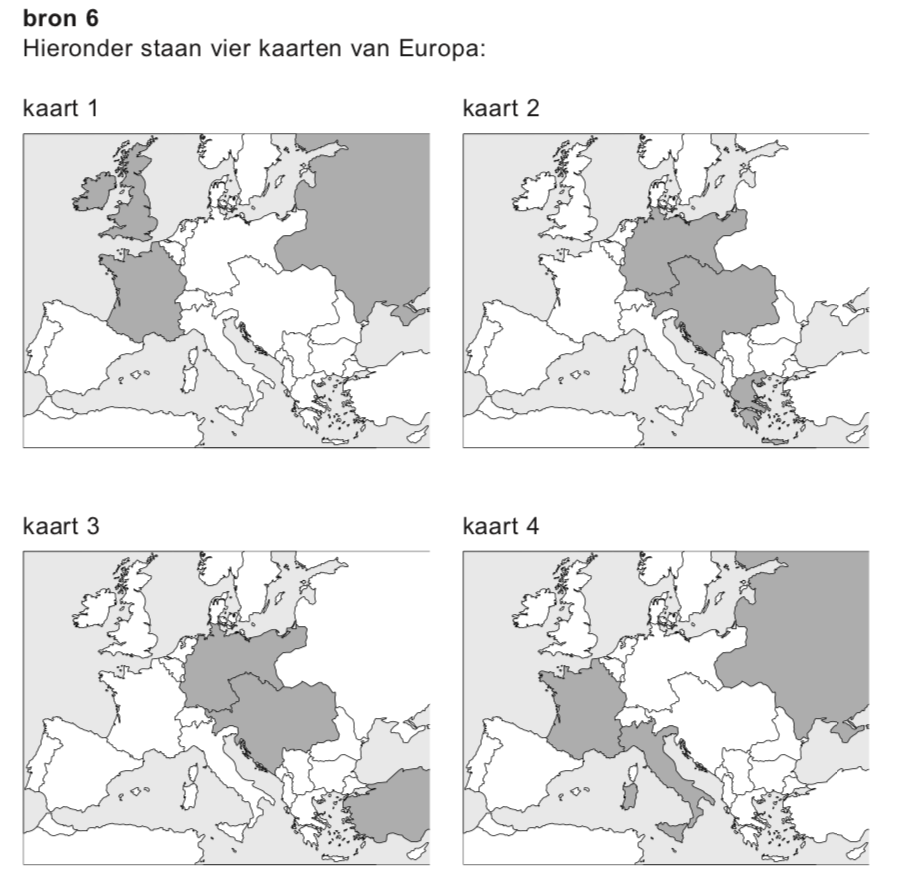 bron 6
Hieronder staan vier kaarten van Europa:
kaart 1
kaart 2
kaart 3
kaart 4